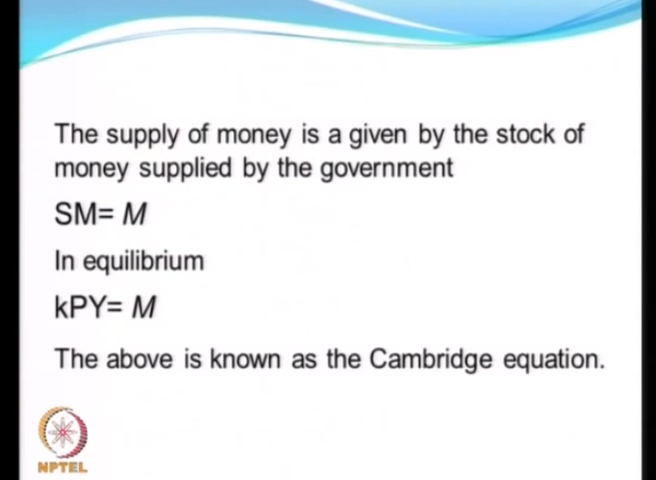 The supply of money is a given by the stock of
money supplied by the government
SM= M
In equilibrium
kPY= M
The above is known as the Cambridge equation.
NPTEL